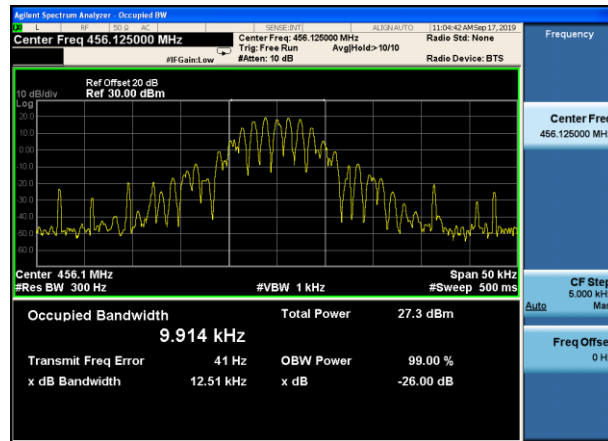 Agilent Spectrum Analyzer - Occupied BW
L RF 50 Ω AC SENSE:INT ALIGN AUTO 11:04:42 AM Sep 17, 2019
Center Freq 456.125000 MHz Center Freq: 456.125000 MHz Radio Std: None Frequency
Trig: Free Run Avg|Hold:> 10/10
#IFGain:Low #Atten: 10 dB Radio Device: BTS
Ref Offset 20 dB
10 dB/div Ref 30.00 dBm
Log
20.0
10.0
0.00
-10.0
-20.0
-30.0
-40.0
-50.0
-60.0
Center Freq
456.125000 MHz
Center 456.1 MHz Span 50 kHz
#Res BW 300 Hz #VBW 1 kHz #Sweep 500 ms
CF Step
5.000 kHz
Auto Man
Occupied Bandwidth Total Power 27.3 dBm
9.914 kHz
Freq Offset
0 Hz
Transmit Freq Error 41 Hz OBW Power 99.00 %
x dB Bandwidth 12.51 kHz x dB -26.00 dB